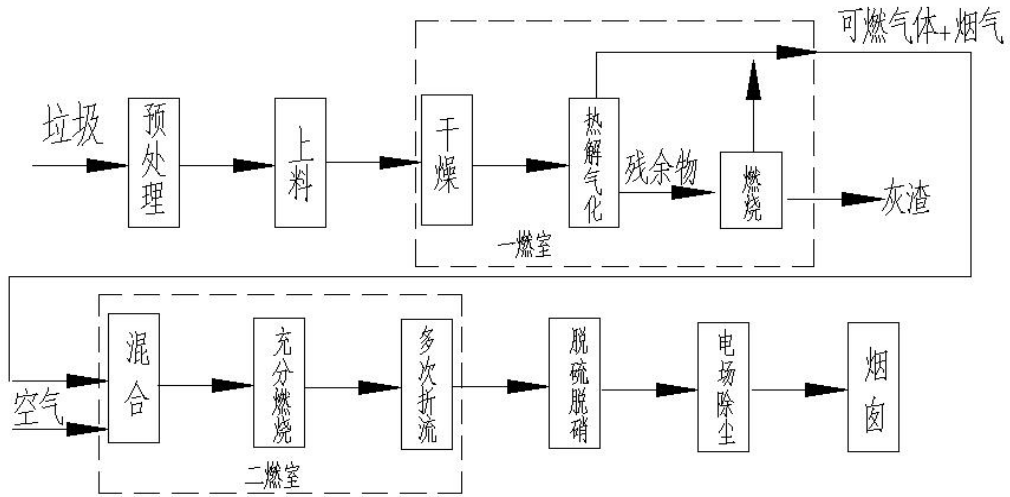 可燃气体+烟气
垃圾
预处理
上料
干燥
热解气化
残余物
燃烧
灰渣
一燃室
混合
充分燃烧
多次折流
脱硫脱硝
电场除尘
烟囱
空气
二燃室